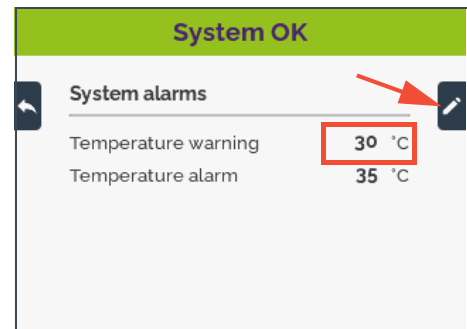 System OK
System alarms
Temperature warning 30 °C
Temperature alarm 35 °C